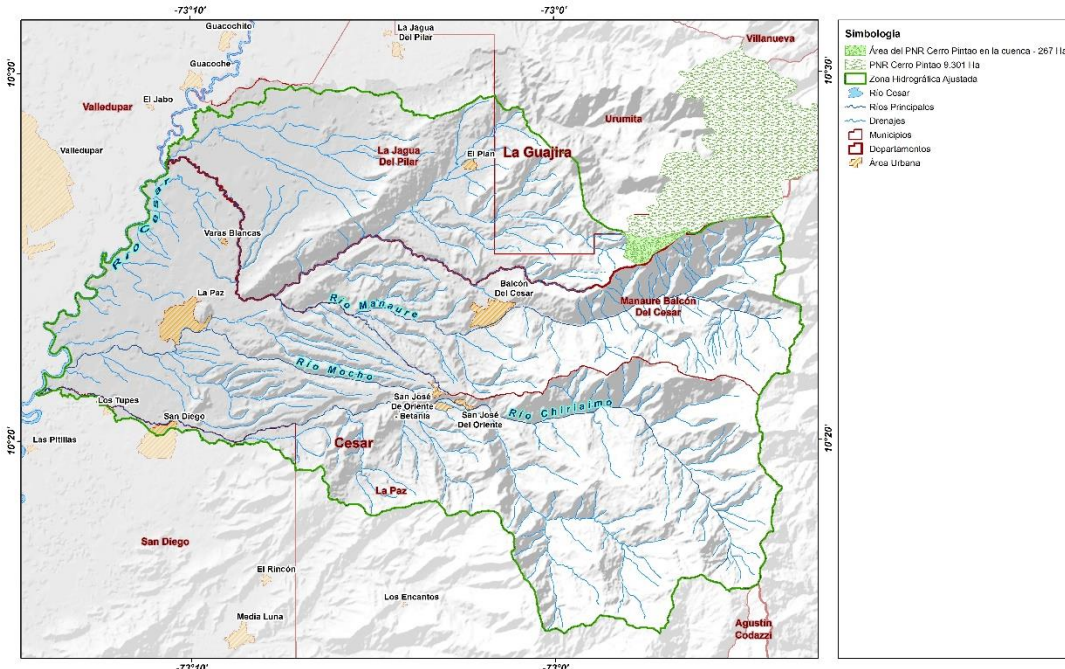 -73°10'
-73°0'
Guacochito
La Jagua
Del Pilar
Villanueva
10°30'
10°30'
Guacoche
El Jabo
Valledupar
Urumita
Valledupar
La Jagua
Del Pilar
El Plan
La Guajira
Río Cesar
Varas Blancas
La Paz
Río Manaure
Balcón
Del Cesar
Manaure Balcón
Del Cesar
Río Mocho
San José
De Oriente
Betania
San José
Del Oriente
Río Chiriaimo
Los Tupes
San Diego
Las Pitillas
10°20'
10°20'
Cesar
La Paz
San Diego
El Rincón
Los Encantos
Media Luna
Agustín
Codazzi
-73°10'
-73°0'
Simbología
Área del PNR Cerro Pintao en la cuenca - 267 Ha
PNR Cerro Pintao 9.301 Ha
Zona Hidrográfica Ajustada
Río Cesar
Ríos Principales
Drenajes
Municipios
Departamentos
Área Urbana